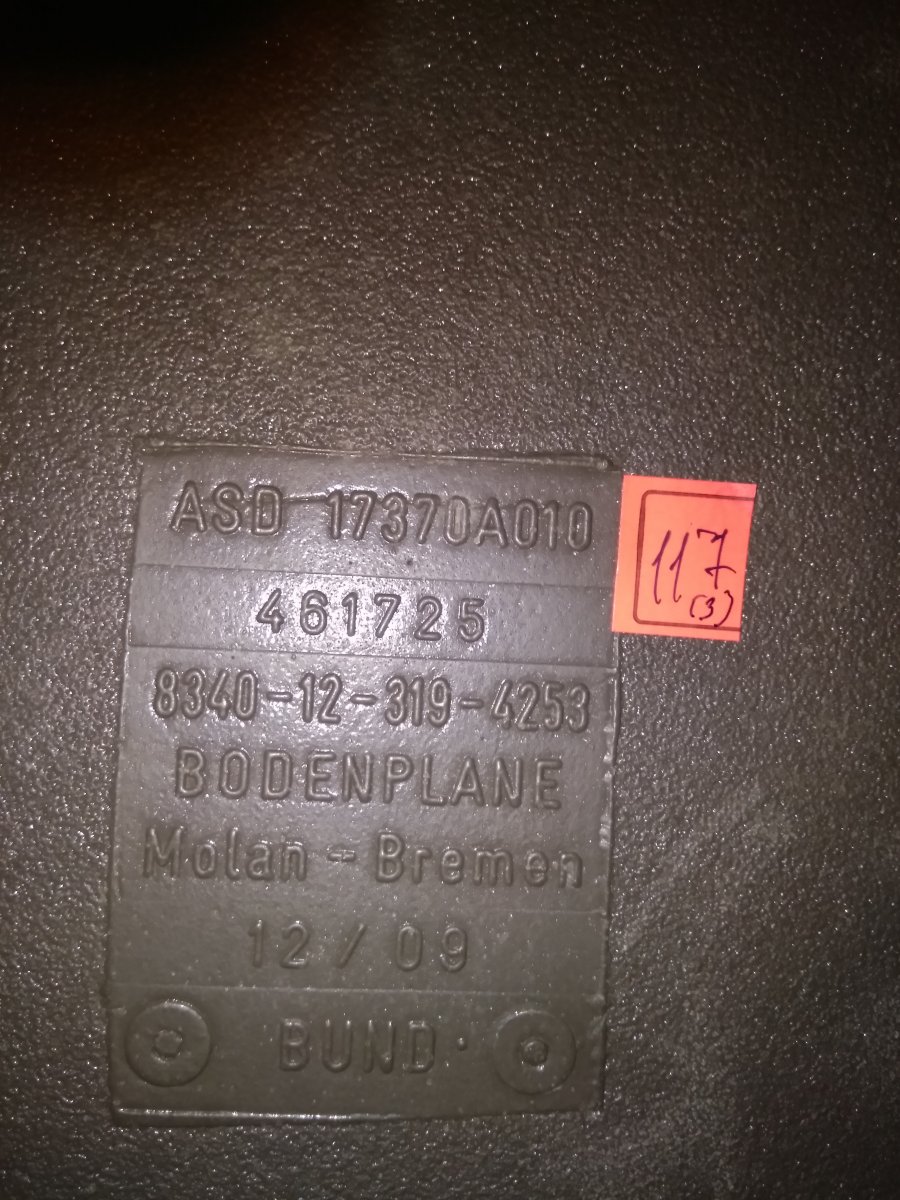 ASD 17370A010
117
(3)
461725
8340-12-319-4253
BODENPLANE
Molan - Bremen
12/09
BUND